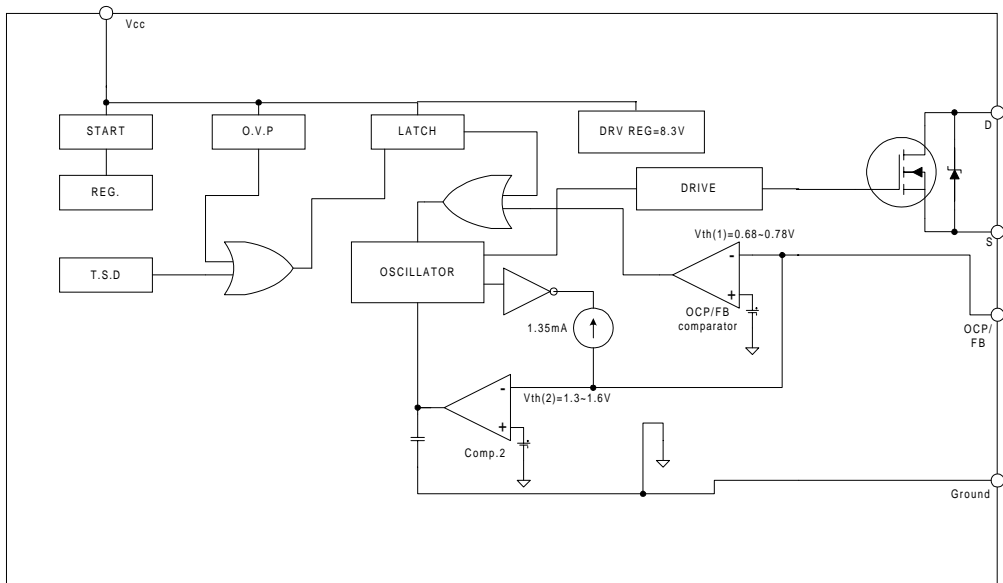 Vcc
START
O.V.P
LATCH
DRV REG=8.3V
D
REG.
DRIVE
Vth(1)=0.68~0.78V
S
-
T.S.D
OSCILLATOR
+
1.35mA
OCP/FB
comparator
OCP/
FB
-
Vth(2)=1.3~1.6V
+
Comp.2
Ground